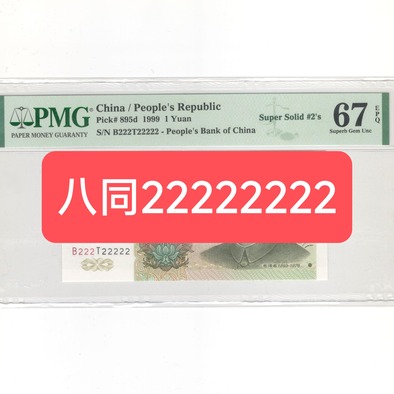 PMG
PAPER MONEY GUARANTY
China / People's Republic
Pick# 895d 1999 1 Yuan
S/N B222T22222 - People's Bank of China
Super Solid #2's
67
EPQ
Superb Gem Unc
八同22222222
B222T22222